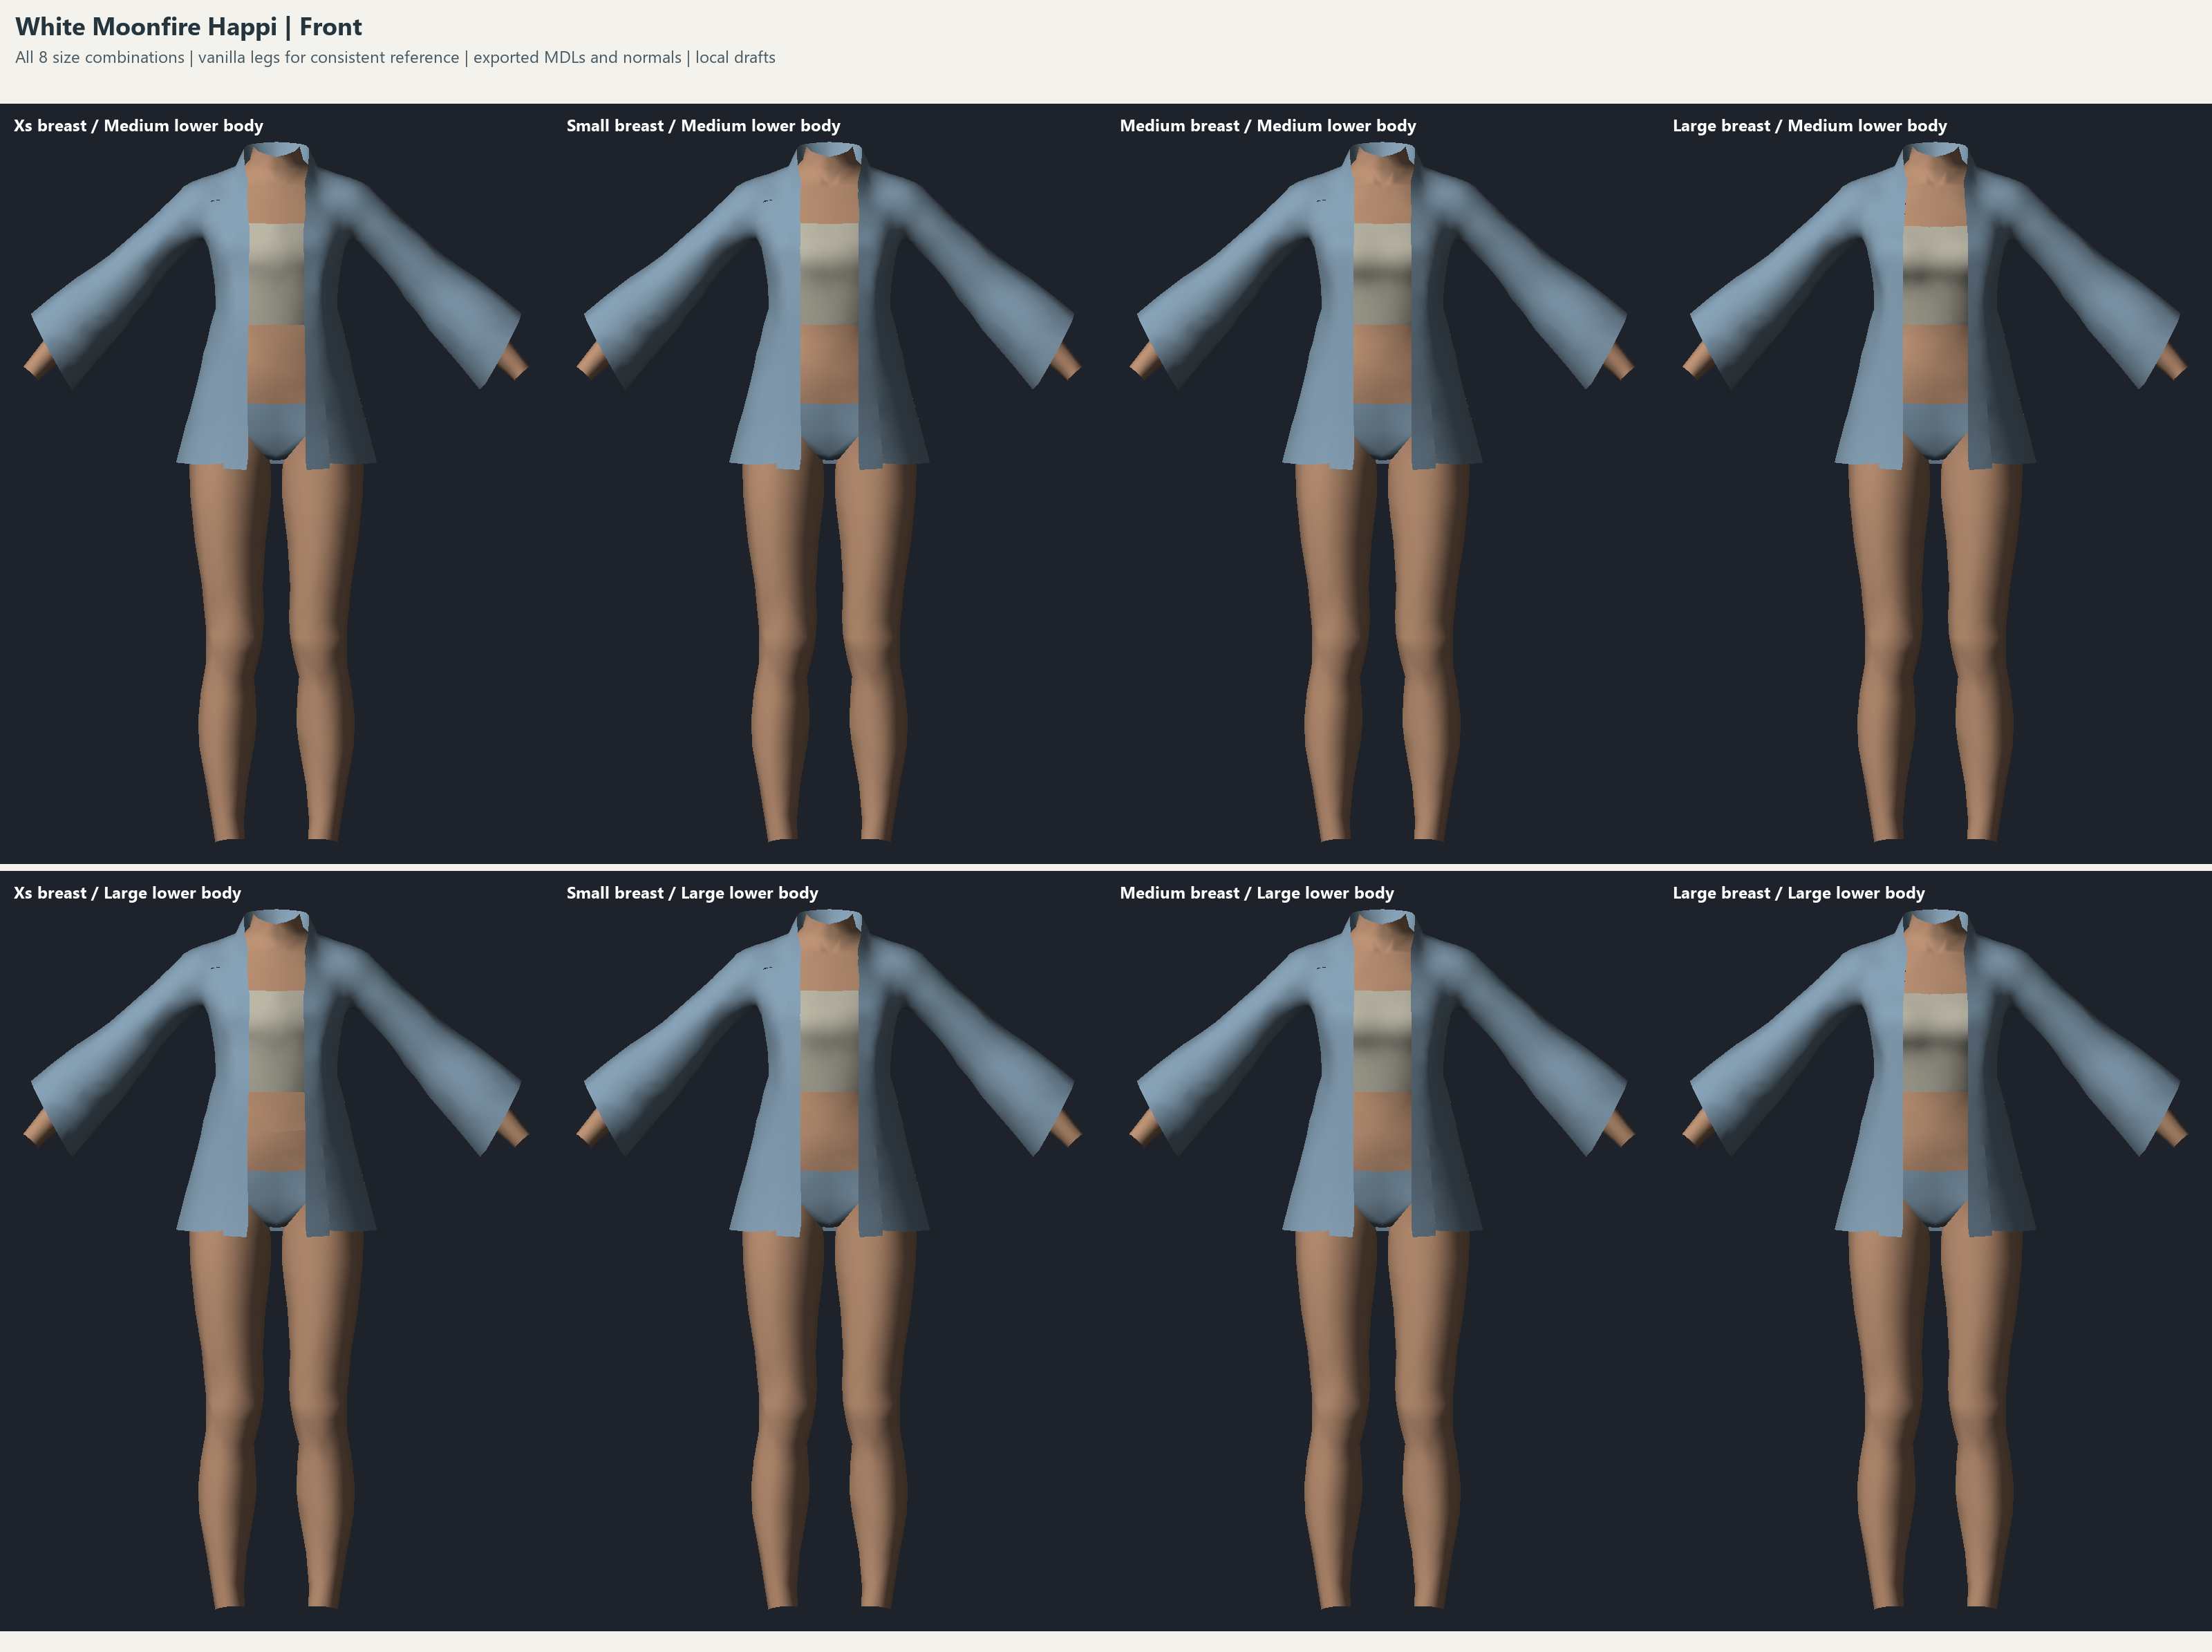 White Moonfire Happi | Front
All 8 size combinations | vanilla legs for consistent reference | exported MDLs and normals | local drafts
Xs breast / Medium lower body
Small breast / Medium lower body
Medium breast / Medium lower body
Large breast / Medium lower body
Xs breast / Large lower body
Small breast / Large lower body
Medium breast / Large lower body
Large breast / Large lower body